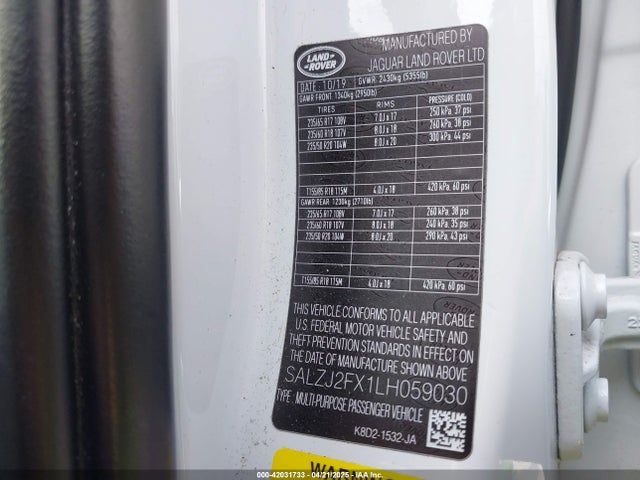 LAND
ROVER
MANUFACTURED BY
JAGUAR LAND ROVER LTD
DATE: 10/19 GVWR: 2430kg (5355lb)
GAWR FRONT: 1340kg (2950lb)
TIRES RIMS PRESSURE (COLD)
235/65 R17 108V 7.0J x 17 250 kPa, 37 psi
235/60 R18 107V 8.0J x 18 260 kPa, 38 psi
235/50 R20 104W 8.0J x 20 300 kPa, 44 psi
T155/85 R18 115M 4.0J x 18 420 kPa, 60 psi
GAWR REAR: 1230kg (2710lb)
235/65 R17 108V 7.0J x 17 260 kPa, 38 psi
235/60 R18 107V 8.0J x 18 240 kPa, 35 psi
235/50 R20 104W 8.0J x 20 290 kPa, 43 psi
T155/85 R18 115M 4.0J x 18 420 kPa, 60 psi
THIS VEHICLE CONFORMS TO ALL APPLICABLE
U.S. FEDERAL MOTOR VEHICLE SAFETY AND
THEFT PREVENTION STANDARDS IN EFFECT ON
THE DATE OF MANUFACTURE SHOWN ABOVE
SALZJ2FX1LH059030
TYPE: MULTI-PURPOSE PASSENGER VEHICLE
K8D2-1532-JA
000-42031733 - 04/21/2025 - IAAI.com